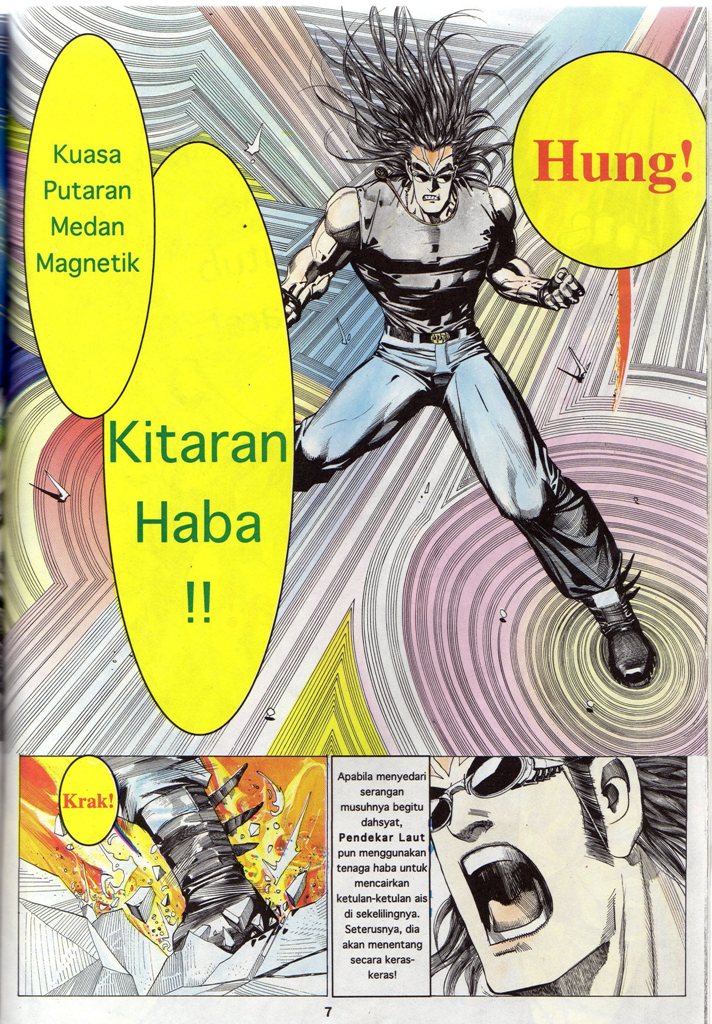 Kuasa
Putaran
Medan
Magnetik
Kitaran
Haba
!!
Hung!
Krak!
Apabila menyedari
serangan
musuhnya begitu
dahsyat,
Pendekar Laut
pun menggunakan
tenaga haba untuk
mencairkan
ketulan-ketulan ais
di sekelilingnya.
Seterusnya, dia
akan menentang
secara keras-
keras!
7